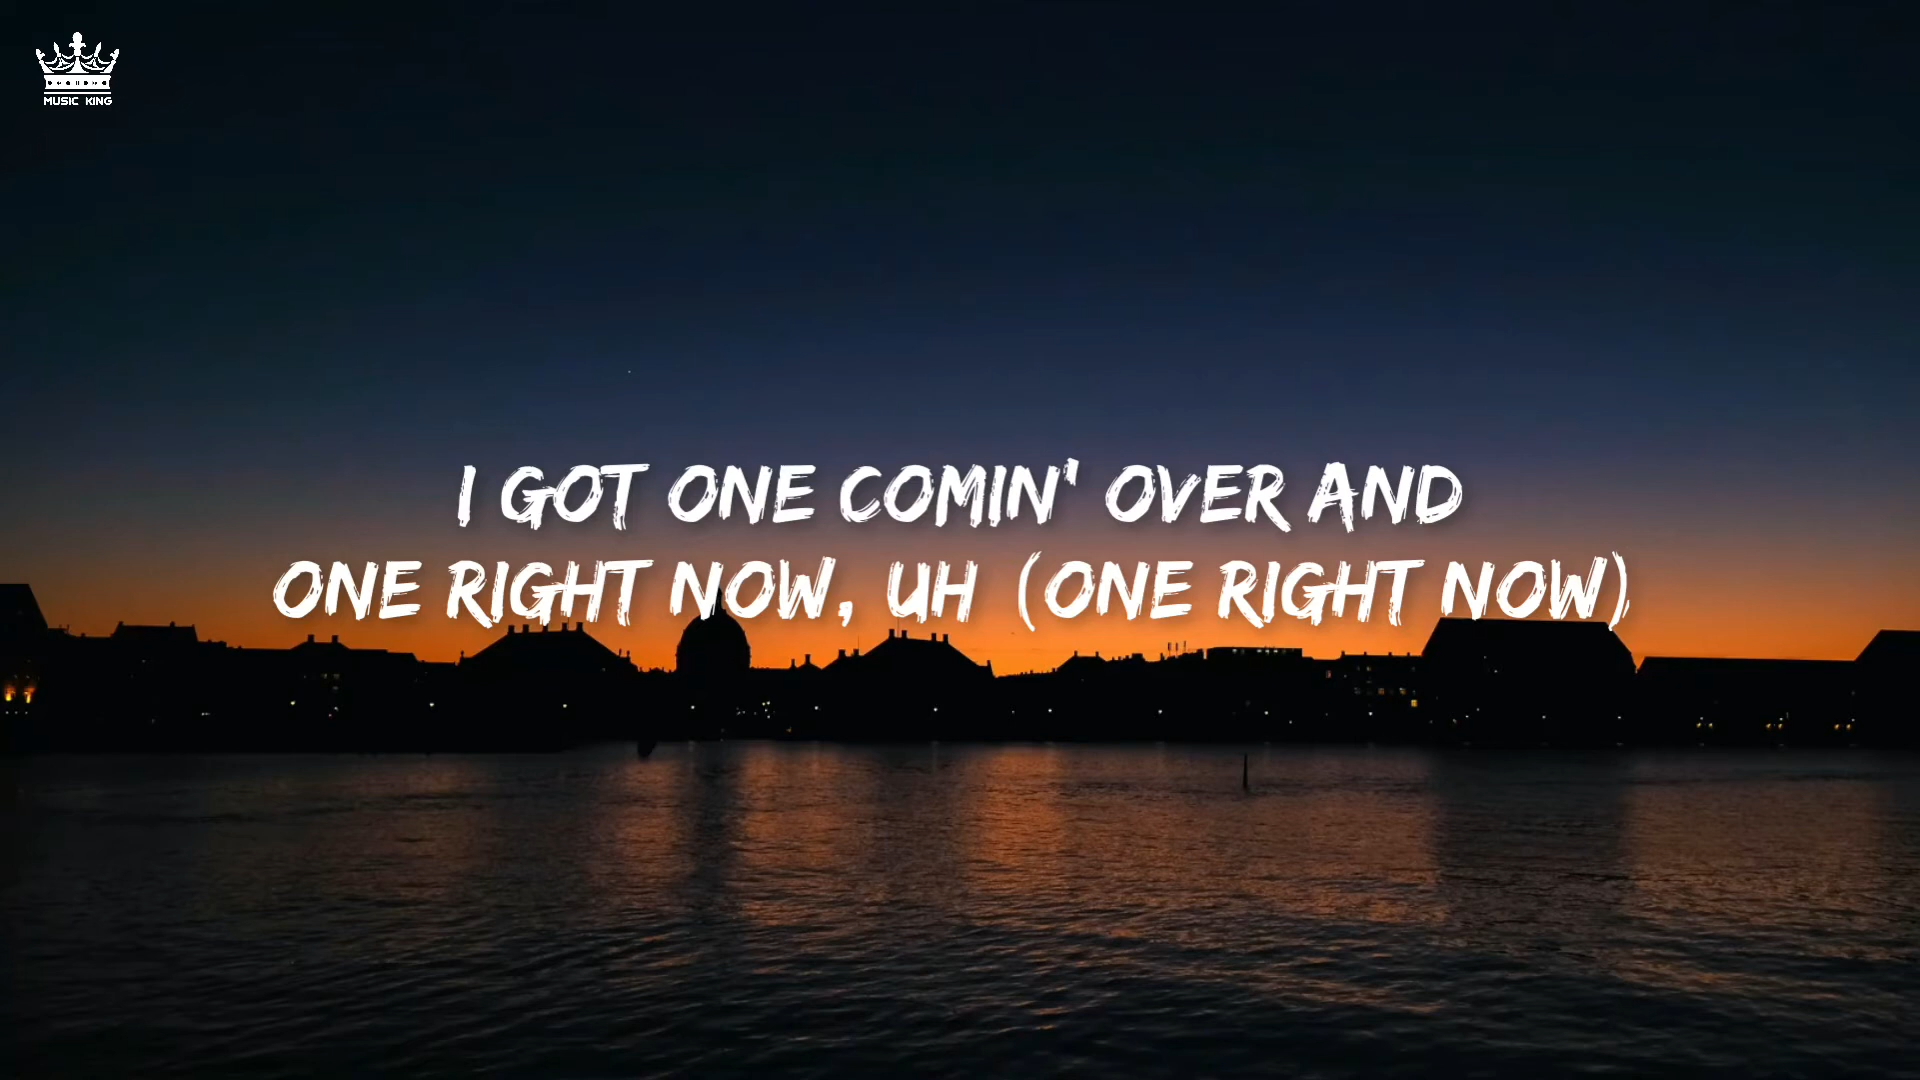 MUSIC KING
I GOT ONE COMIN' OVER AND
ONE RIGHT NOW, UH (ONE RIGHT NOW)